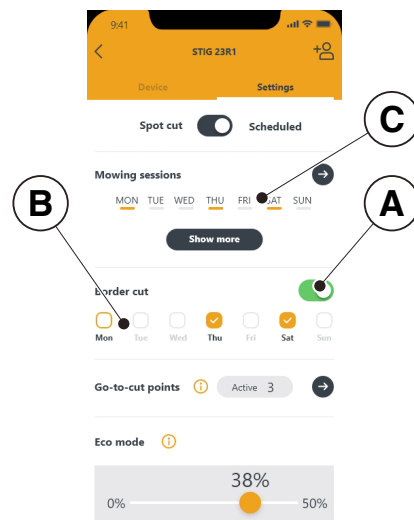 9:41
STIG 23R1
Device Settings
Spot cut Scheduled
C
Mowing sessions
B
A
MON TUE WED THU FRI SAT SUN
Show more
Border cut
Mon Tue Wed Thu Fri Sat Sun
Go-to-cut points Active 3
Eco mode
38%
0% 50%